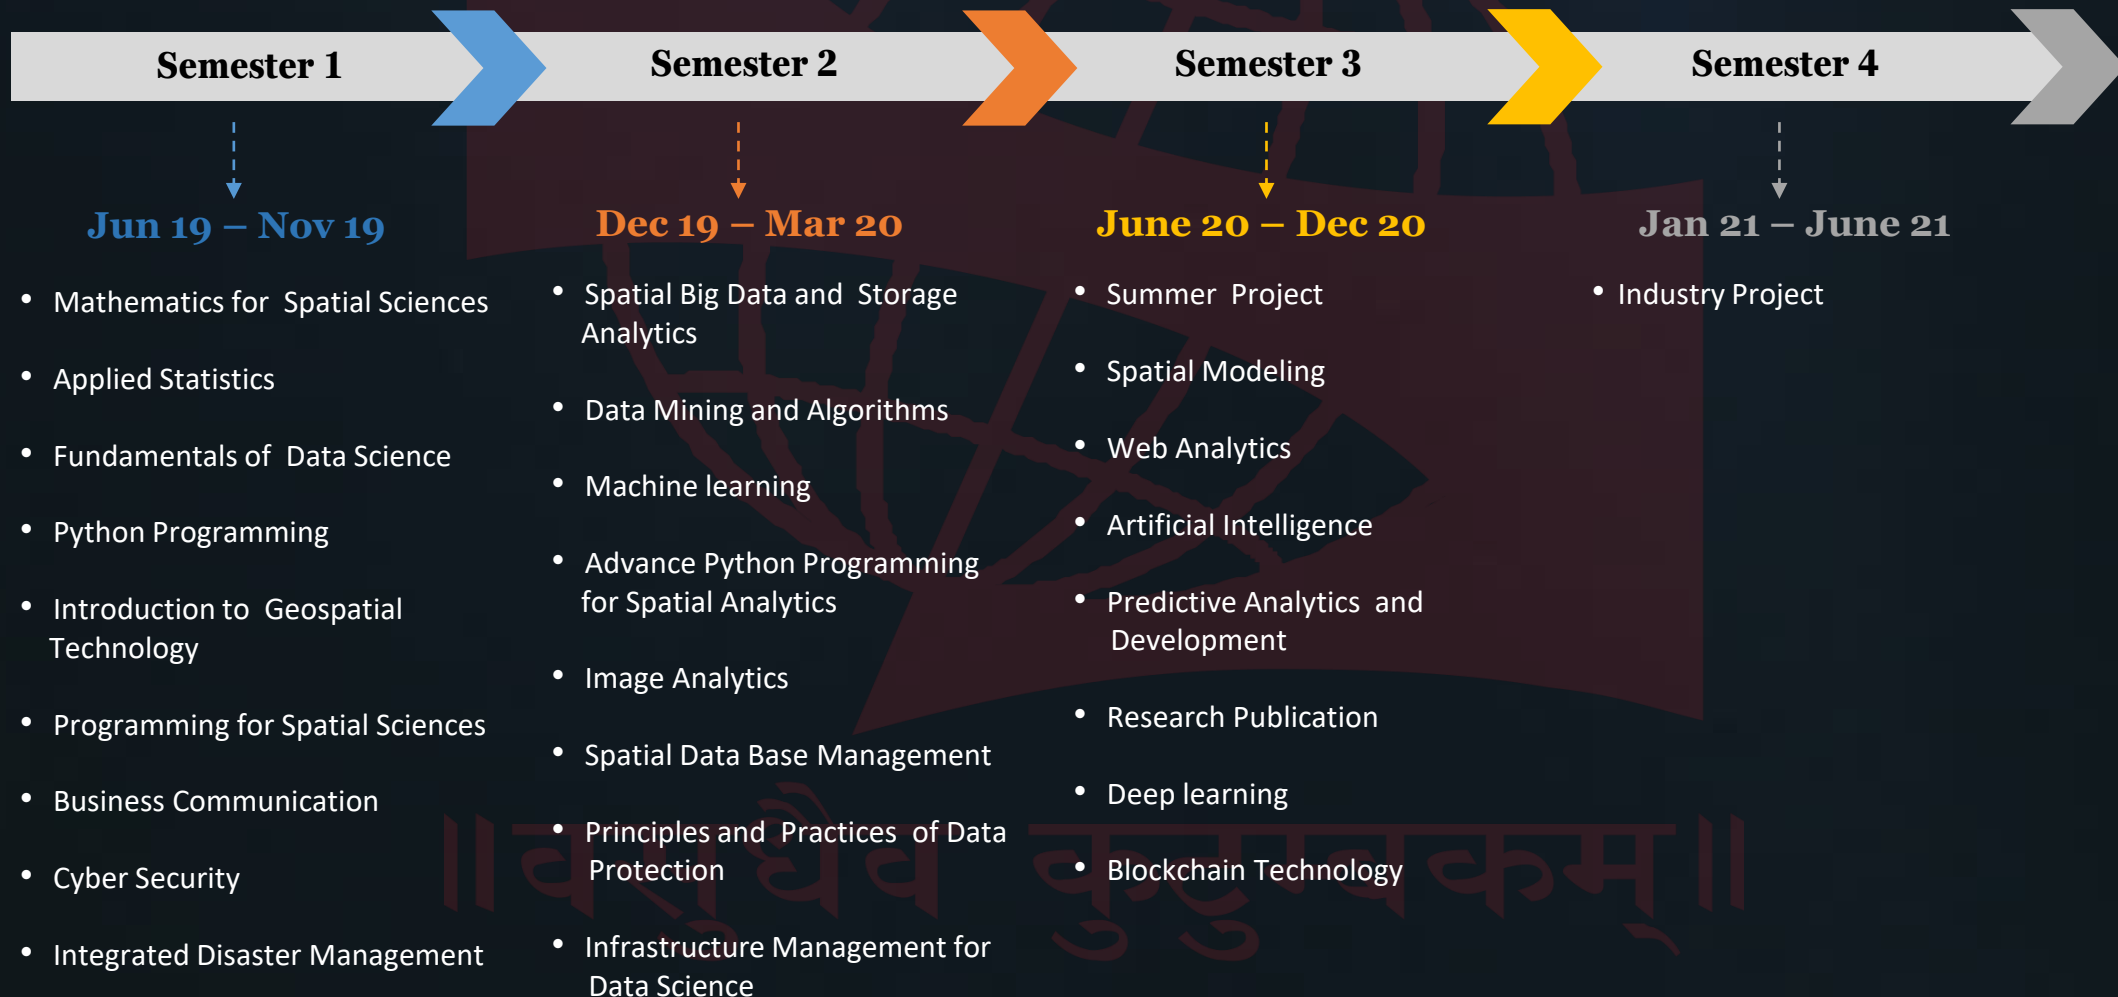 Semester 1
Semester 2
Semester 3
Semester 4
Jun 19 – Nov 19
• Mathematics for Spatial Sciences
• Applied Statistics
• Fundamentals of Data Science
• Python Programming
• Introduction to Geospatial
Technology
• Programming for Spatial Sciences
• Business Communication
• Cyber Security
• Integrated Disaster Management
Dec 19 – Mar 20
• Spatial Big Data and Storage
Analytics
• Data Mining and Algorithms
• Machine learning
• Advance Python Programming
for Spatial Analytics
• Image Analytics
• Spatial Data Base Management
• Principles and Practices of Data
Protection
• Infrastructure Management for
Data Science
June 20 – Dec 20
• Summer Project
• Spatial Modeling
• Web Analytics
• Artificial Intelligence
• Predictive Analytics and
Development
• Research Publication
• Deep learning
• Blockchain Technology
Jan 21 – June 21
• Industry Project
॥वसुधैव कुटुम्बकम्॥